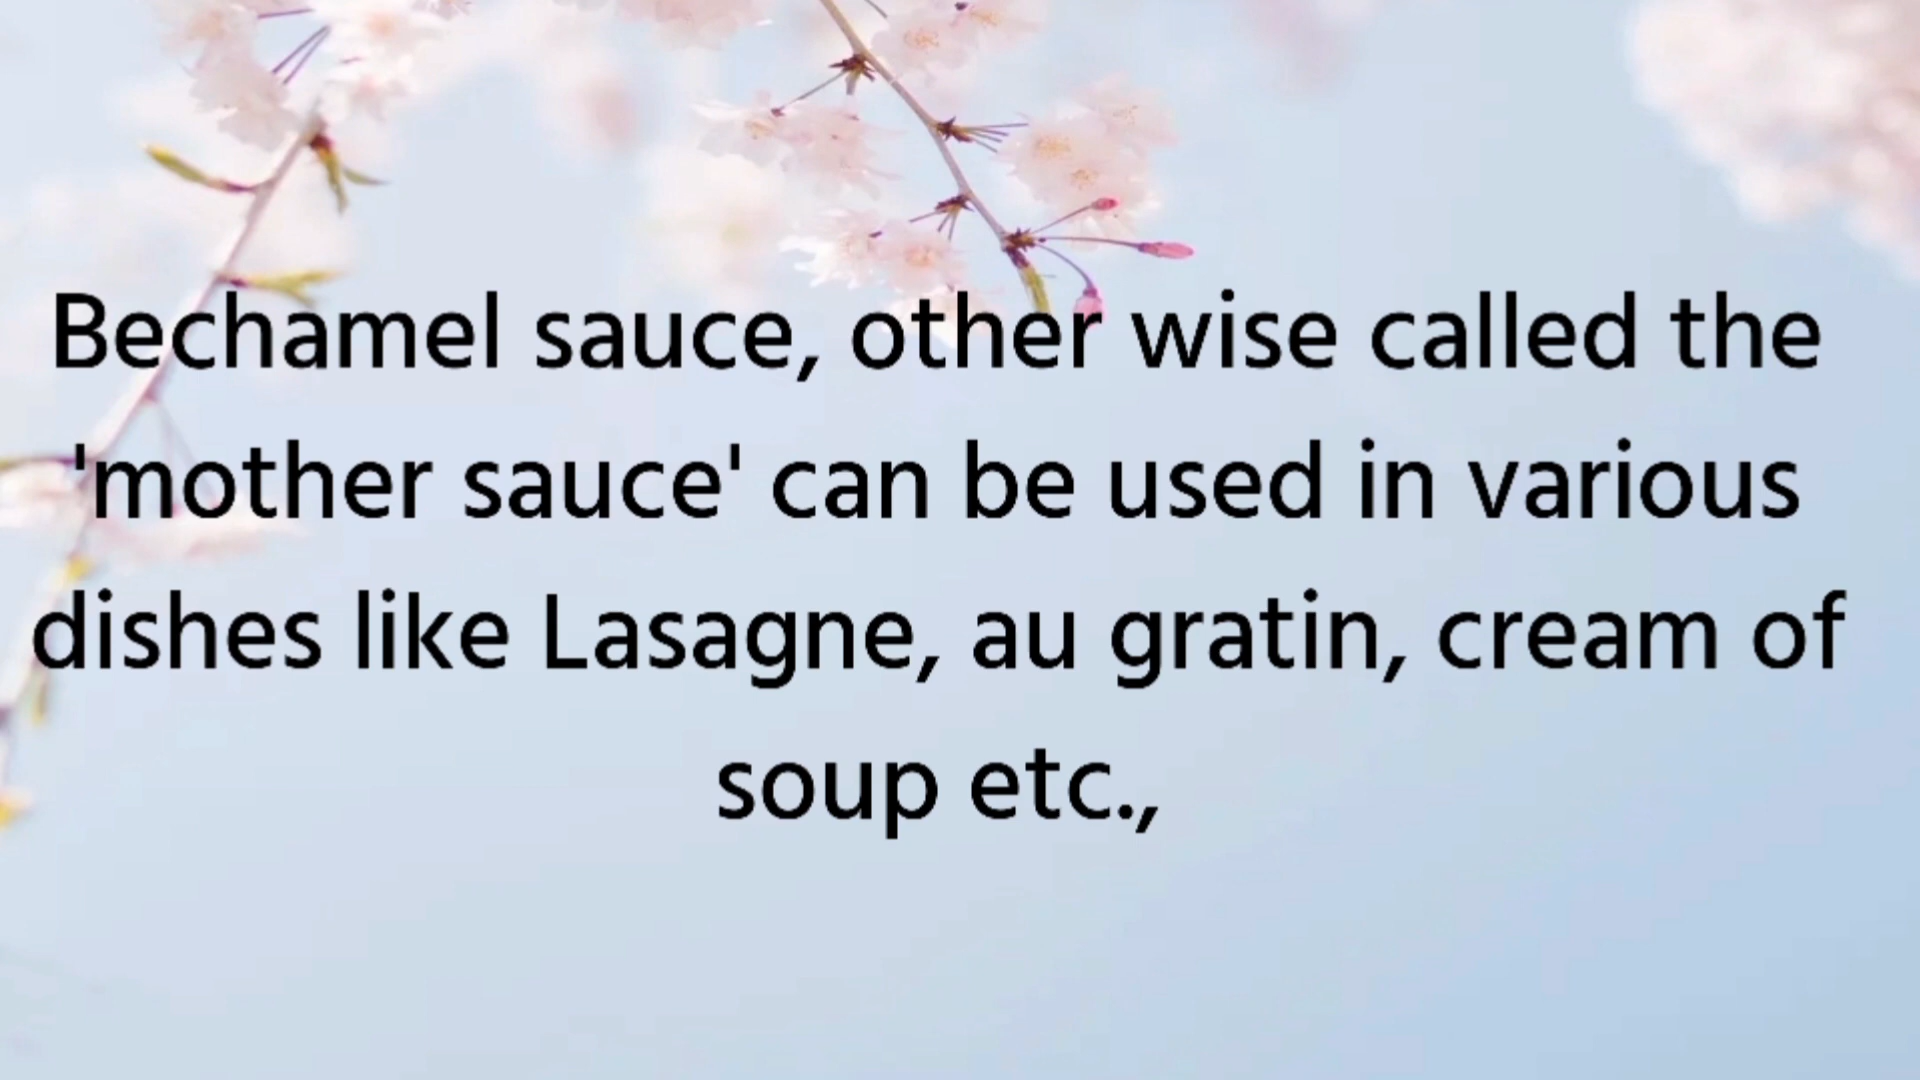 Bechamel sauce, other wise called the
'mother sauce' can be used in various
dishes like Lasagne, au gratin, cream of
soup etc.,